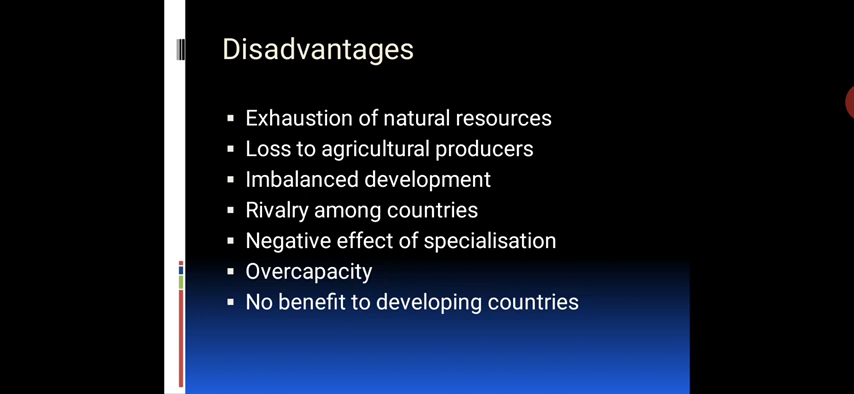 Disadvantages
▪ Exhaustion of natural resources
▪ Loss to agricultural producers
▪ Imbalanced development
▪ Rivalry among countries
▪ Negative effect of specialisation
▪ Overcapacity
▪ No benefit to developing countries